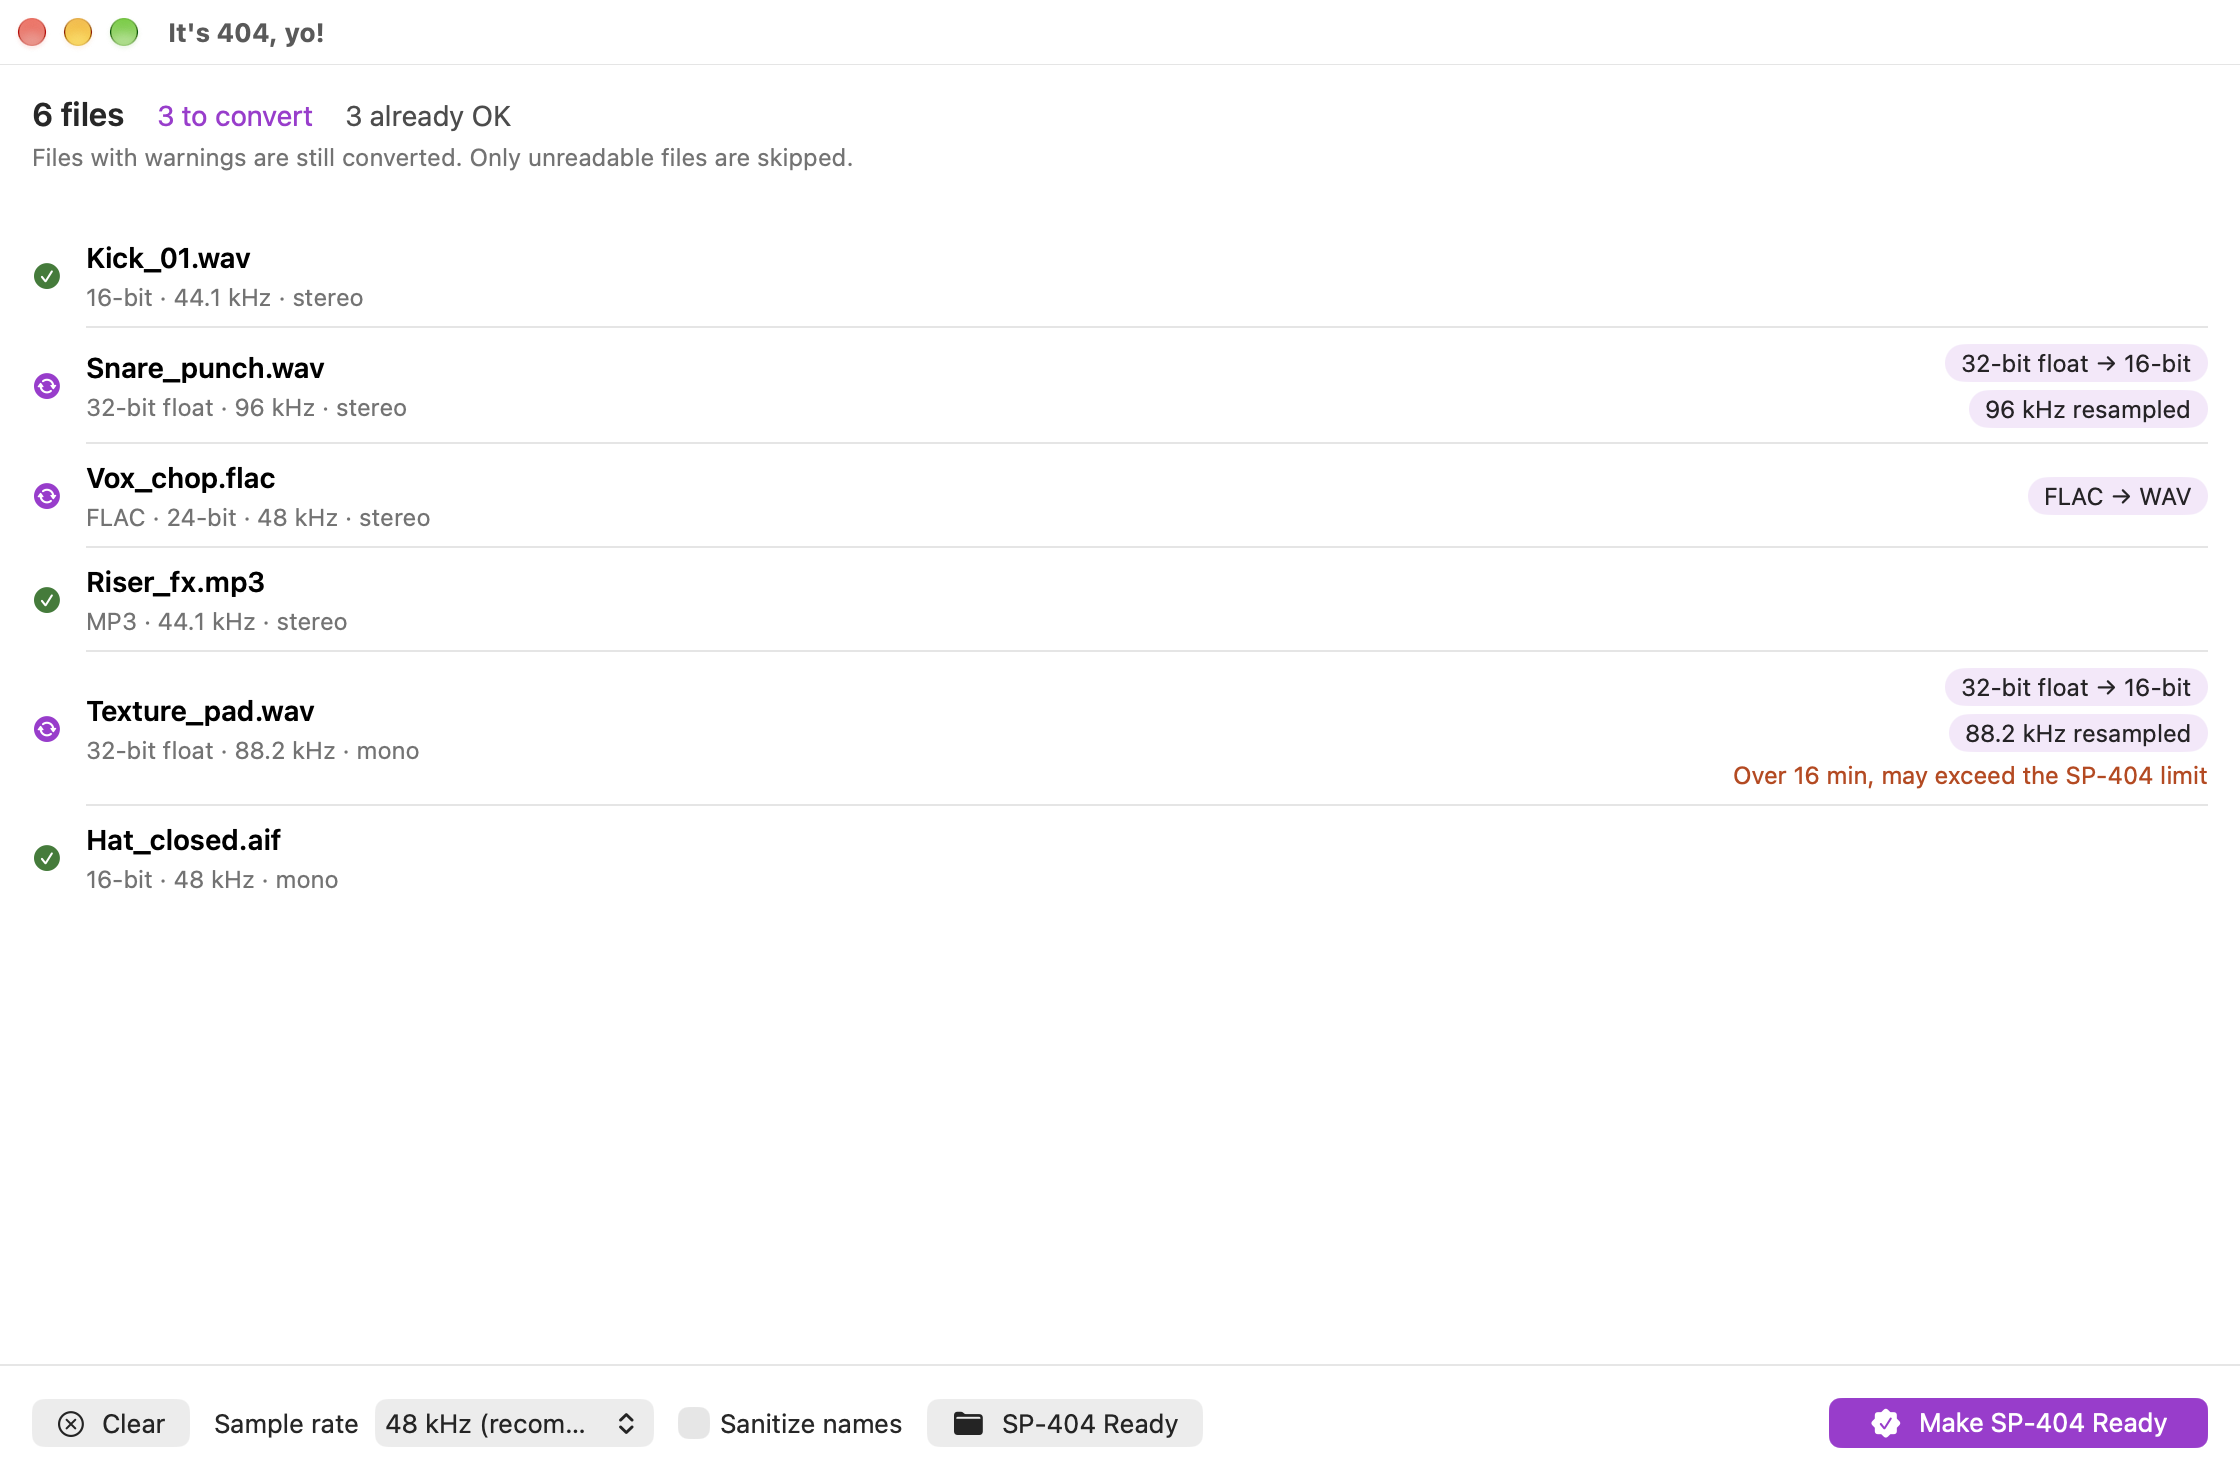 It's 404, yo!
6 files 3 to convert 3 already OK
Files with warnings are still converted. Only unreadable files are skipped.
Kick_01.wav
16-bit · 44.1 kHz · stereo
Snare_punch.wav
32-bit float · 96 kHz · stereo
32-bit float → 16-bit
96 kHz resampled
Vox_chop.flac
FLAC · 24-bit · 48 kHz · stereo
FLAC → WAV
Riser_fx.mp3
MP3 · 44.1 kHz · stereo
Texture_pad.wav
32-bit float · 88.2 kHz · mono
32-bit float → 16-bit
88.2 kHz resampled
Over 16 min, may exceed the SP-404 limit
Hat_closed.aif
16-bit · 48 kHz · mono
Clear Sample rate 48 kHz (recom... Sanitize names SP-404 Ready Make SP-404 Ready